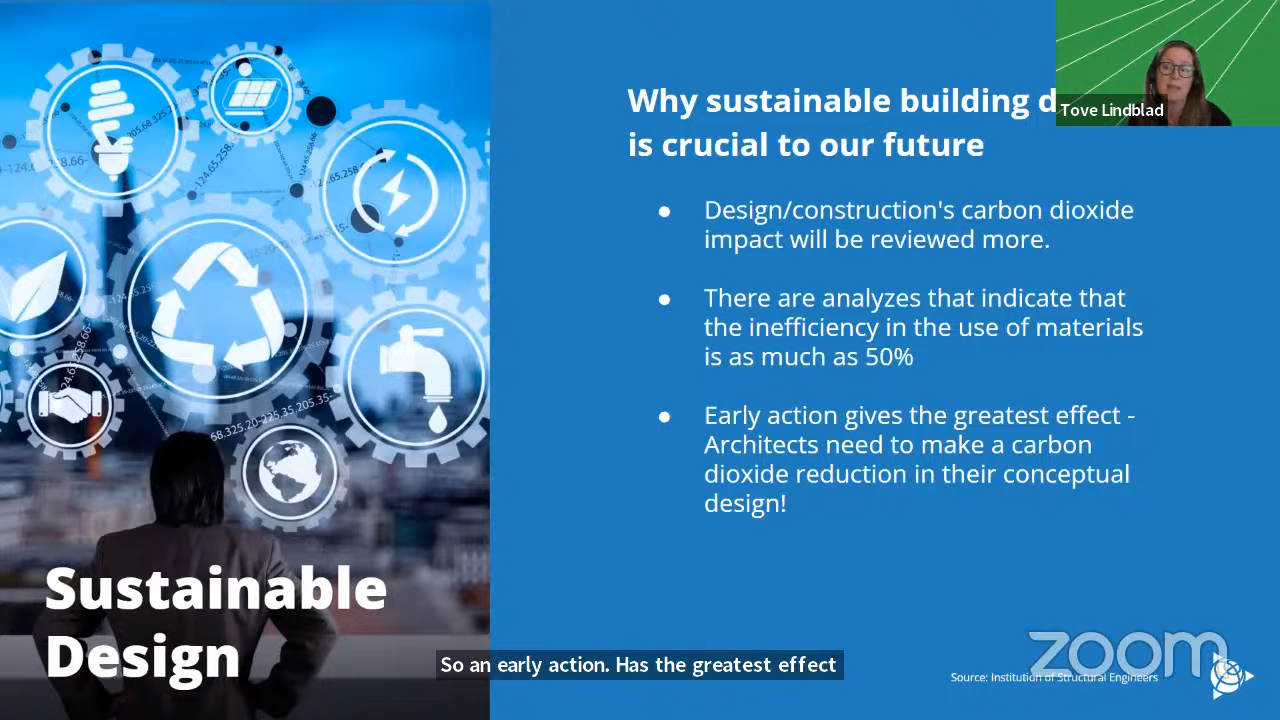 Why sustainable building d
is crucial to our future
Tove Lindblad
● Design/construction's carbon dioxide
impact will be reviewed more.
● There are analyzes that indicate that
the inefficiency in the use of materials
is as much as 50%
● Early action gives the greatest effect -
Architects need to make a carbon
dioxide reduction in their conceptual
design!
Sustainable
Design
So an early action. Has the greatest effect
zoom
Source: Institution of Structural Engineers